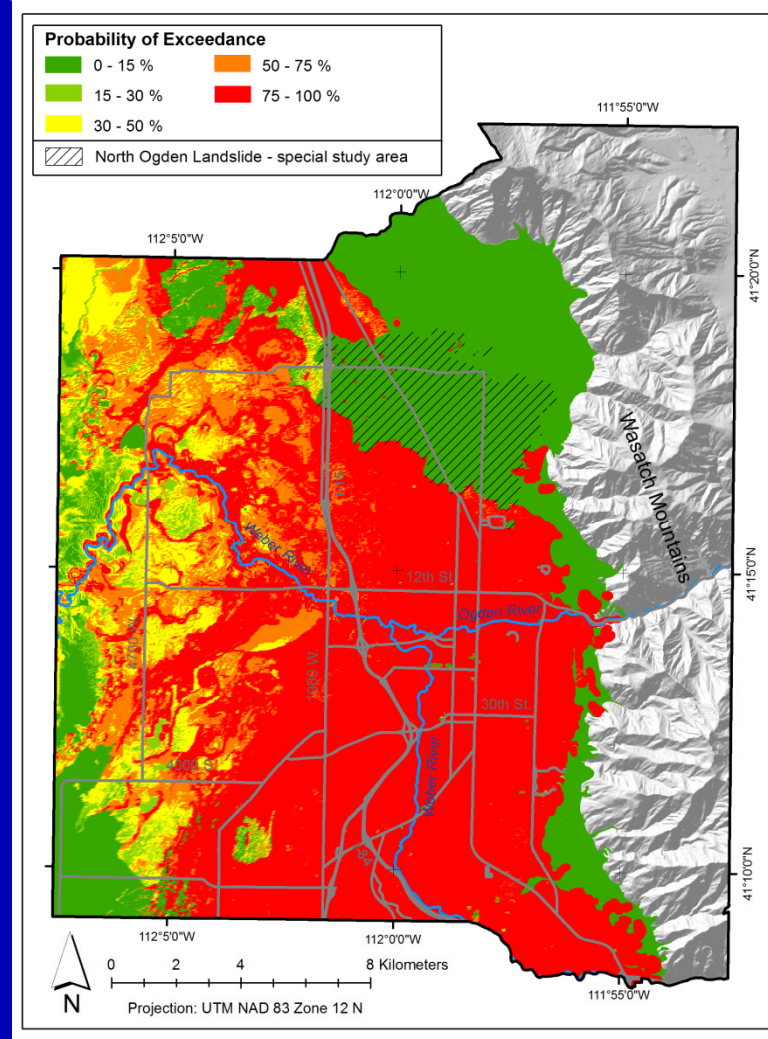 Probability of Exceedance
0 - 15 %
50 - 75 %
15 - 30 %
75 - 100 %
30 - 50 %
North Ogden Landslide - special study area
111°55'0"W
112°0'0"W
112°5'0"W
41°20'0"N
Wasatch Mountains
I-15
Weber River
12th St.
41°15'0"N
Ogden River
4700 W.
1900 W.
30th St.
Weber River
4000 S.
I-84
41°10'0"N
112°5'0"W
112°0'0"W
111°55'0"W
0 2 4 8 Kilometers
N
Projection: UTM NAD 83 Zone 12 N